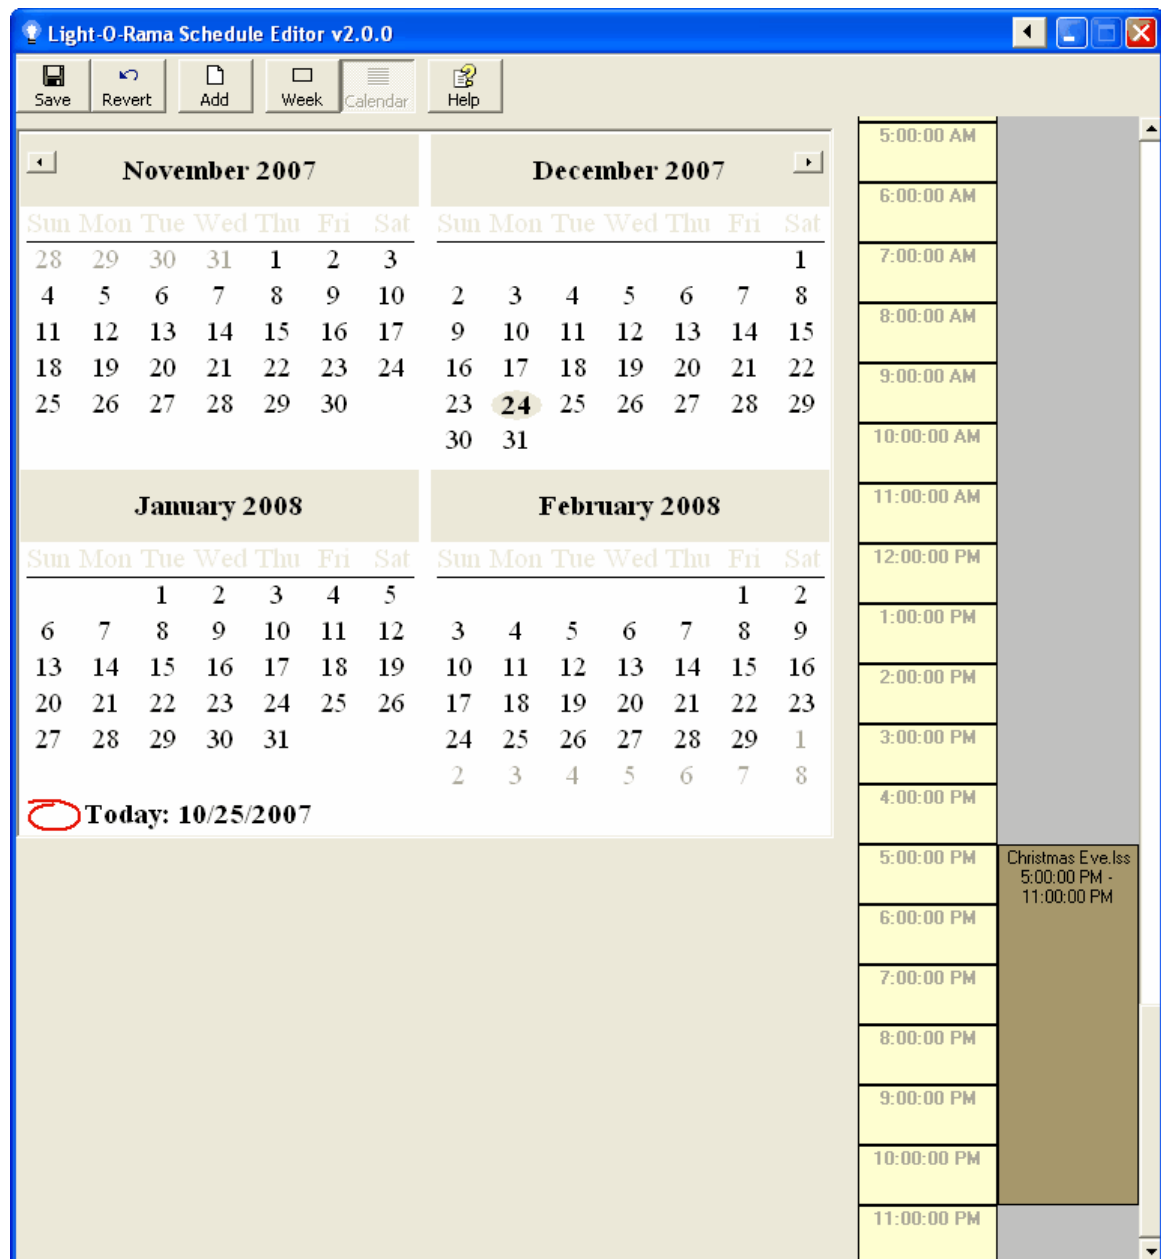 Light-O-Rama Schedule Editor v2.0.0
Save Revert Add Week Calendar Help
November 2007
Sun Mon Tue Wed Thu Fri Sat
28 29 30 31 1 2 3
4 5 6 7 8 9 10
11 12 13 14 15 16 17
18 19 20 21 22 23 24
25 26 27 28 29 30
December 2007
Sun Mon Tue Wed Thu Fri Sat
1
2 3 4 5 6 7 8
9 10 11 12 13 14 15
16 17 18 19 20 21 22
23 24 25 26 27 28 29
30 31
January 2008
Sun Mon Tue Wed Thu Fri Sat
1 2 3 4 5
6 7 8 9 10 11 12
13 14 15 16 17 18 19
20 21 22 23 24 25 26
27 28 29 30 31
February 2008
Sun Mon Tue Wed Thu Fri Sat
1 2
3 4 5 6 7 8 9
10 11 12 13 14 15 16
17 18 19 20 21 22 23
24 25 26 27 28 29 1
2 3 4 5 6 7 8
Today: 10/25/2007
5:00:00 AM
6:00:00 AM
7:00:00 AM
8:00:00 AM
9:00:00 AM
10:00:00 AM
11:00:00 AM
12:00:00 PM
1:00:00 PM
2:00:00 PM
3:00:00 PM
4:00:00 PM
5:00:00 PM
6:00:00 PM
7:00:00 PM
8:00:00 PM
9:00:00 PM
10:00:00 PM
11:00:00 PM
Christmas Eve.lss
5:00:00 PM -
11:00:00 PM